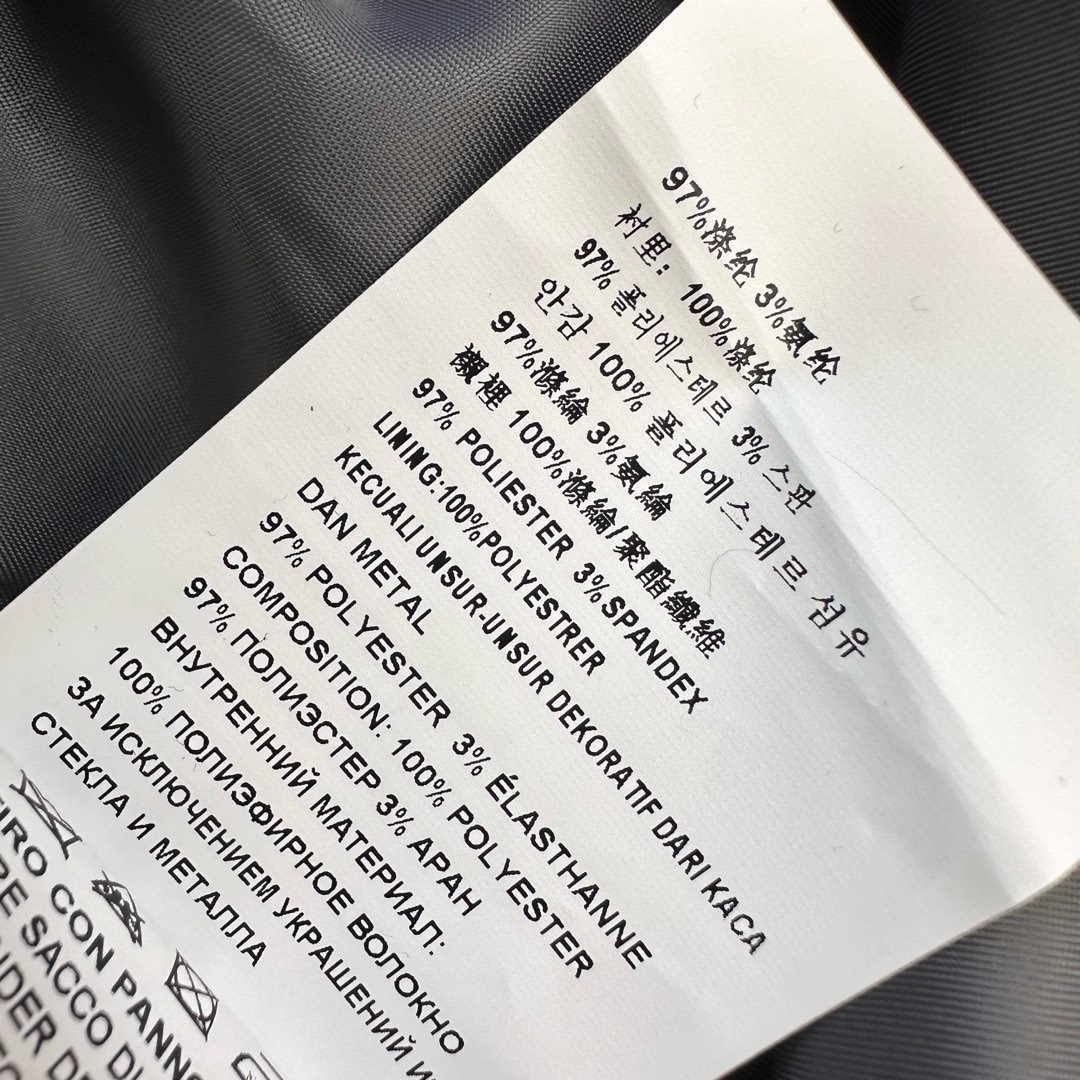 97%涤纶 3%氨纶
衬里: 100%涤纶
97% 폴리에스테르 3% 스판
안감 100% 폴리에스테르 섬유
97%滌綸 3%氨綸
襯裡 100%滌綸/聚酯纖維
97% POLIESTER 3%SPANDEX
LINING:100%POLYESTRER
KECUALI UNSUR-UNSUR DEKORATIF DARI KACA
DAN METAL
97% POLYESTER 3% ÉLASTHANNE
COMPOSITION: 100% POLYESTER
97% ПОЛИЭСТЕР 3% АРАН
ВНУТРЕННИЙ МАТЕРИАЛ:
100% ПОЛИЭФИРНОЕ ВОЛОКНО
ЗА ИСКЛЮЧЕНИЕМ УКРАШЕНИЙ И
СТЕКЛА И МЕТАЛЛА
CON PANNO
SACCO